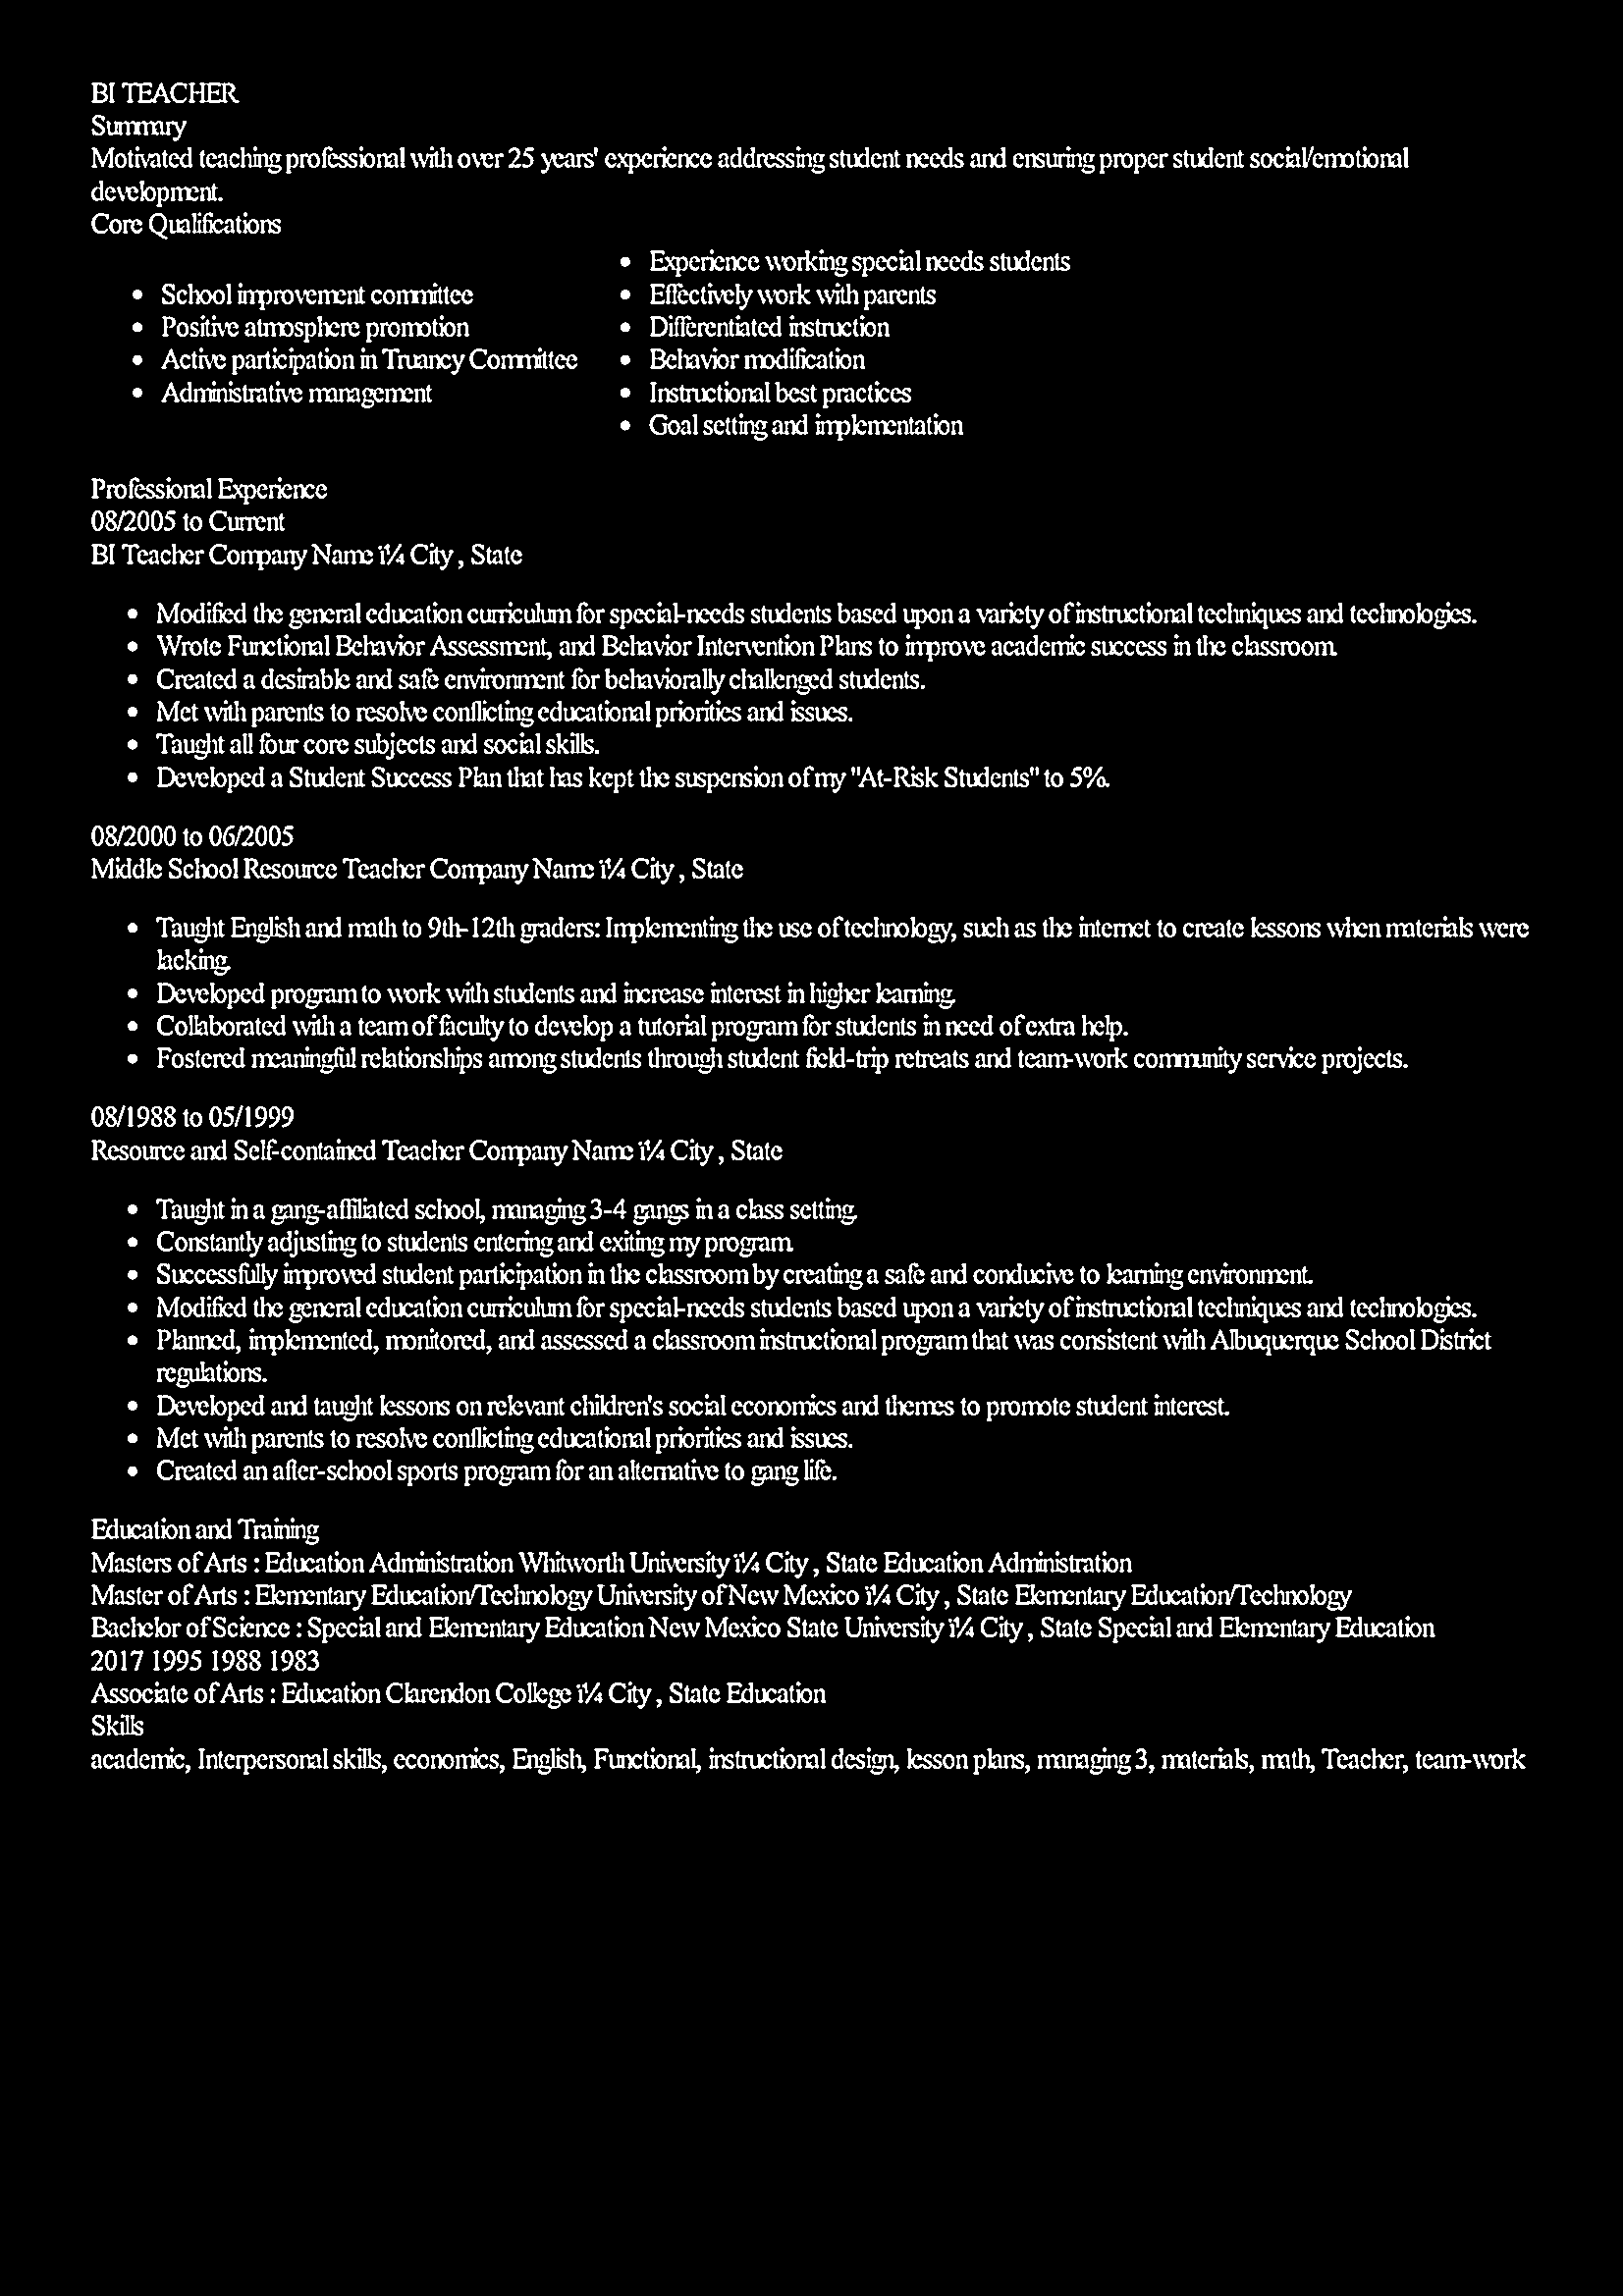 BI TEACHER
Summary
Motivated teaching professional with over 25 years' experience addressing student needs and ensuring proper student social/emotional
development.
Core Qualifications
• School improvement committee
• Positive atmosphere promotion
• Active participation in Truancy Committee
• Administrative management
• Experience working special needs students
• Effectively work with parents
• Differentiated instruction
• Behavior modification
• Instructional best practices
• Goal setting and implementation
Professional Experience
08/2005 to Current
BI Teacher Company Name ï¼ City , State
• Modified the general education curriculum for special-needs students based upon a variety of instructional techniques and technologies.
• Wrote Functional Behavior Assessment, and Behavior Intervention Plans to improve academic success in the classroom.
• Created a desirable and safe environment for behaviorally challenged students.
• Met with parents to resolve conflicting educational priorities and issues.
• Taught all four core subjects and social skills.
• Developed a Student Success Plan that has kept the suspension of my "At-Risk Students" to 5%.
08/2000 to 06/2005
Middle School Resource Teacher Company Name ï¼ City , State
• Taught English and math to 9th-12th graders: Implementing the use of technology, such as the internet to create lessons when materials were
lacking.
• Developed program to work with students and increase interest in higher learning.
• Collaborated with a team of faculty to develop a tutorial program for students in need of extra help.
• Fostered meaningful relationships among students through student field-trip retreats and team-work community service projects.
08/1988 to 05/1999
Resource and Self-contained Teacher Company Name ï¼ City , State
• Taught in a gang-affiliated school, managing 3-4 gangs in a class setting.
• Constantly adjusting to students entering and exiting my program.
• Successfully improved student participation in the classroom by creating a safe and conducive to learning environment.
• Modified the general education curriculum for special-needs students based upon a variety of instructional techniques and technologies.
• Planned, implemented, monitored, and assessed a classroom instructional program that was consistent with Albuquerque School District
regulations.
• Developed and taught lessons on relevant children's social economics and themes to promote student interest.
• Met with parents to resolve conflicting educational priorities and issues.
• Created an after-school sports program for an alternative to gang life.
Education and Training
Masters of Arts : Education Administration Whitworth University ï¼ City , State Education Administration
Master of Arts : Elementary Education/Technology University of New Mexico ï¼ City , State Elementary Education/Technology
Bachelor of Science : Special and Elementary Education New Mexico State University ï¼ City , State Special and Elementary Education
2017 1995 1988 1983
Associate of Arts : Education Clarendon College ï¼ City , State Education
Skills
academic, Interpersonal skills, economics, English, Functional, instructional design, lesson plans, managing 3, materials, math, Teacher, team-work